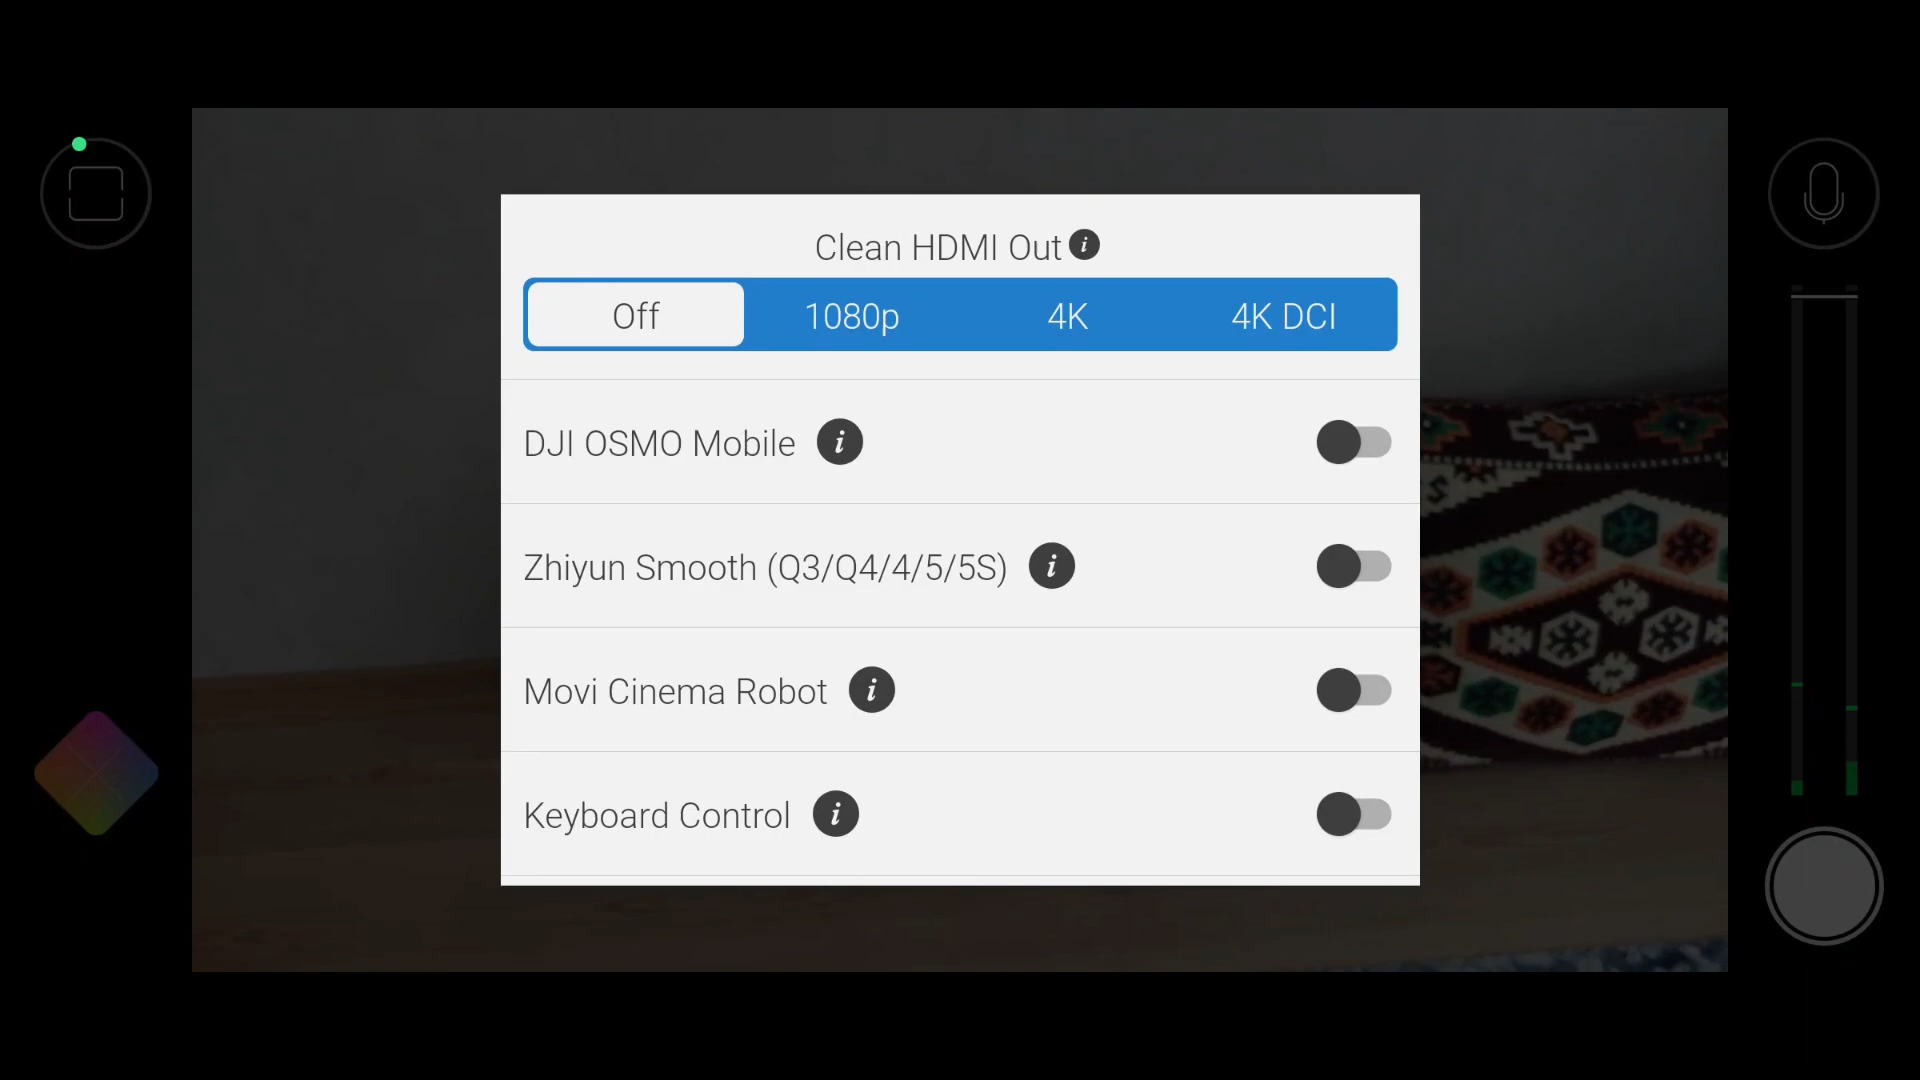 Clean HDMI Out i
Off 1080p 4K 4K DCI
DJI OSMO Mobile i
Zhiyun Smooth (Q3/Q4/4/5/5S) i
Movi Cinema Robot i
Keyboard Control i